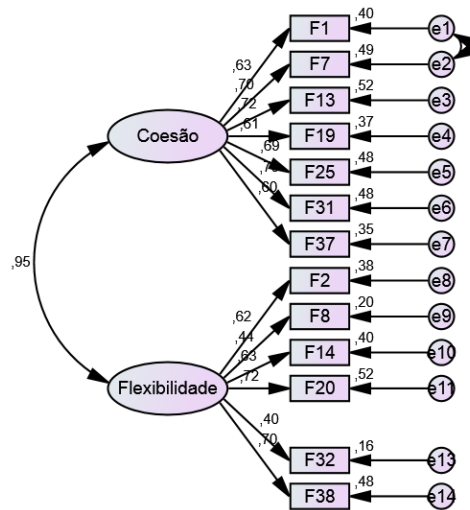 F1
,40
e1
,63
F7
,49
e2
,70
F13
,52
e3
,72
Coesão
F19
,37
e4
,61
F25
,48
e5
,69
F31
,48
e6
F37
,35
e7
,60
,95
F2
,38
e8
,62
F8
,20
e9
,44
F14
,40
e10
,63
Flexibilidade
F20
,52
e11
,72
F32
,16
e13
,40
F38
,48
e14
,70